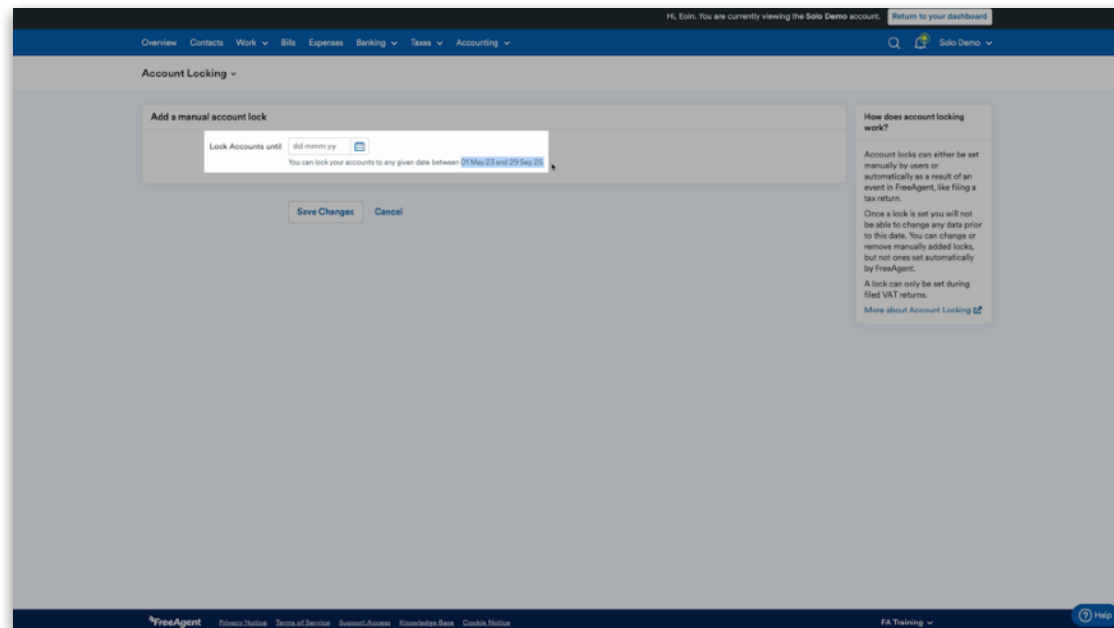 Hi, Eoin. You are currently viewing the Solo Demo account. Return to your dashboard
Overview Contacts Work Bills Expenses Banking Taxes Accounting Solo Demo
Account Locking
Add a manual account lock
Lock Accounts until dd mmm yy
You can lock your accounts to any given date between 01 May 23 and 29 Sep 25.
Save Changes Cancel
How does account locking
work?
Account locks can either be set
manually by users or
automatically as a result of an
event in FreeAgent, like filing a
tax return.
Once a lock is set you will not
be able to change any data prior
to this date. You can change or
remove manually added locks,
but not ones set automatically
by FreeAgent.
A lock can only be set during
filed VAT returns.
More about Account Locking
FreeAgent Privacy Notice Terms of Service Support Access Knowledge Base Cookie Notice FA Training
Help